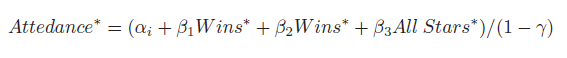 Attedance* = (αᵢ + β₁Wins* + β₂Wins* + β₃All Stars*)/(1 − γ)